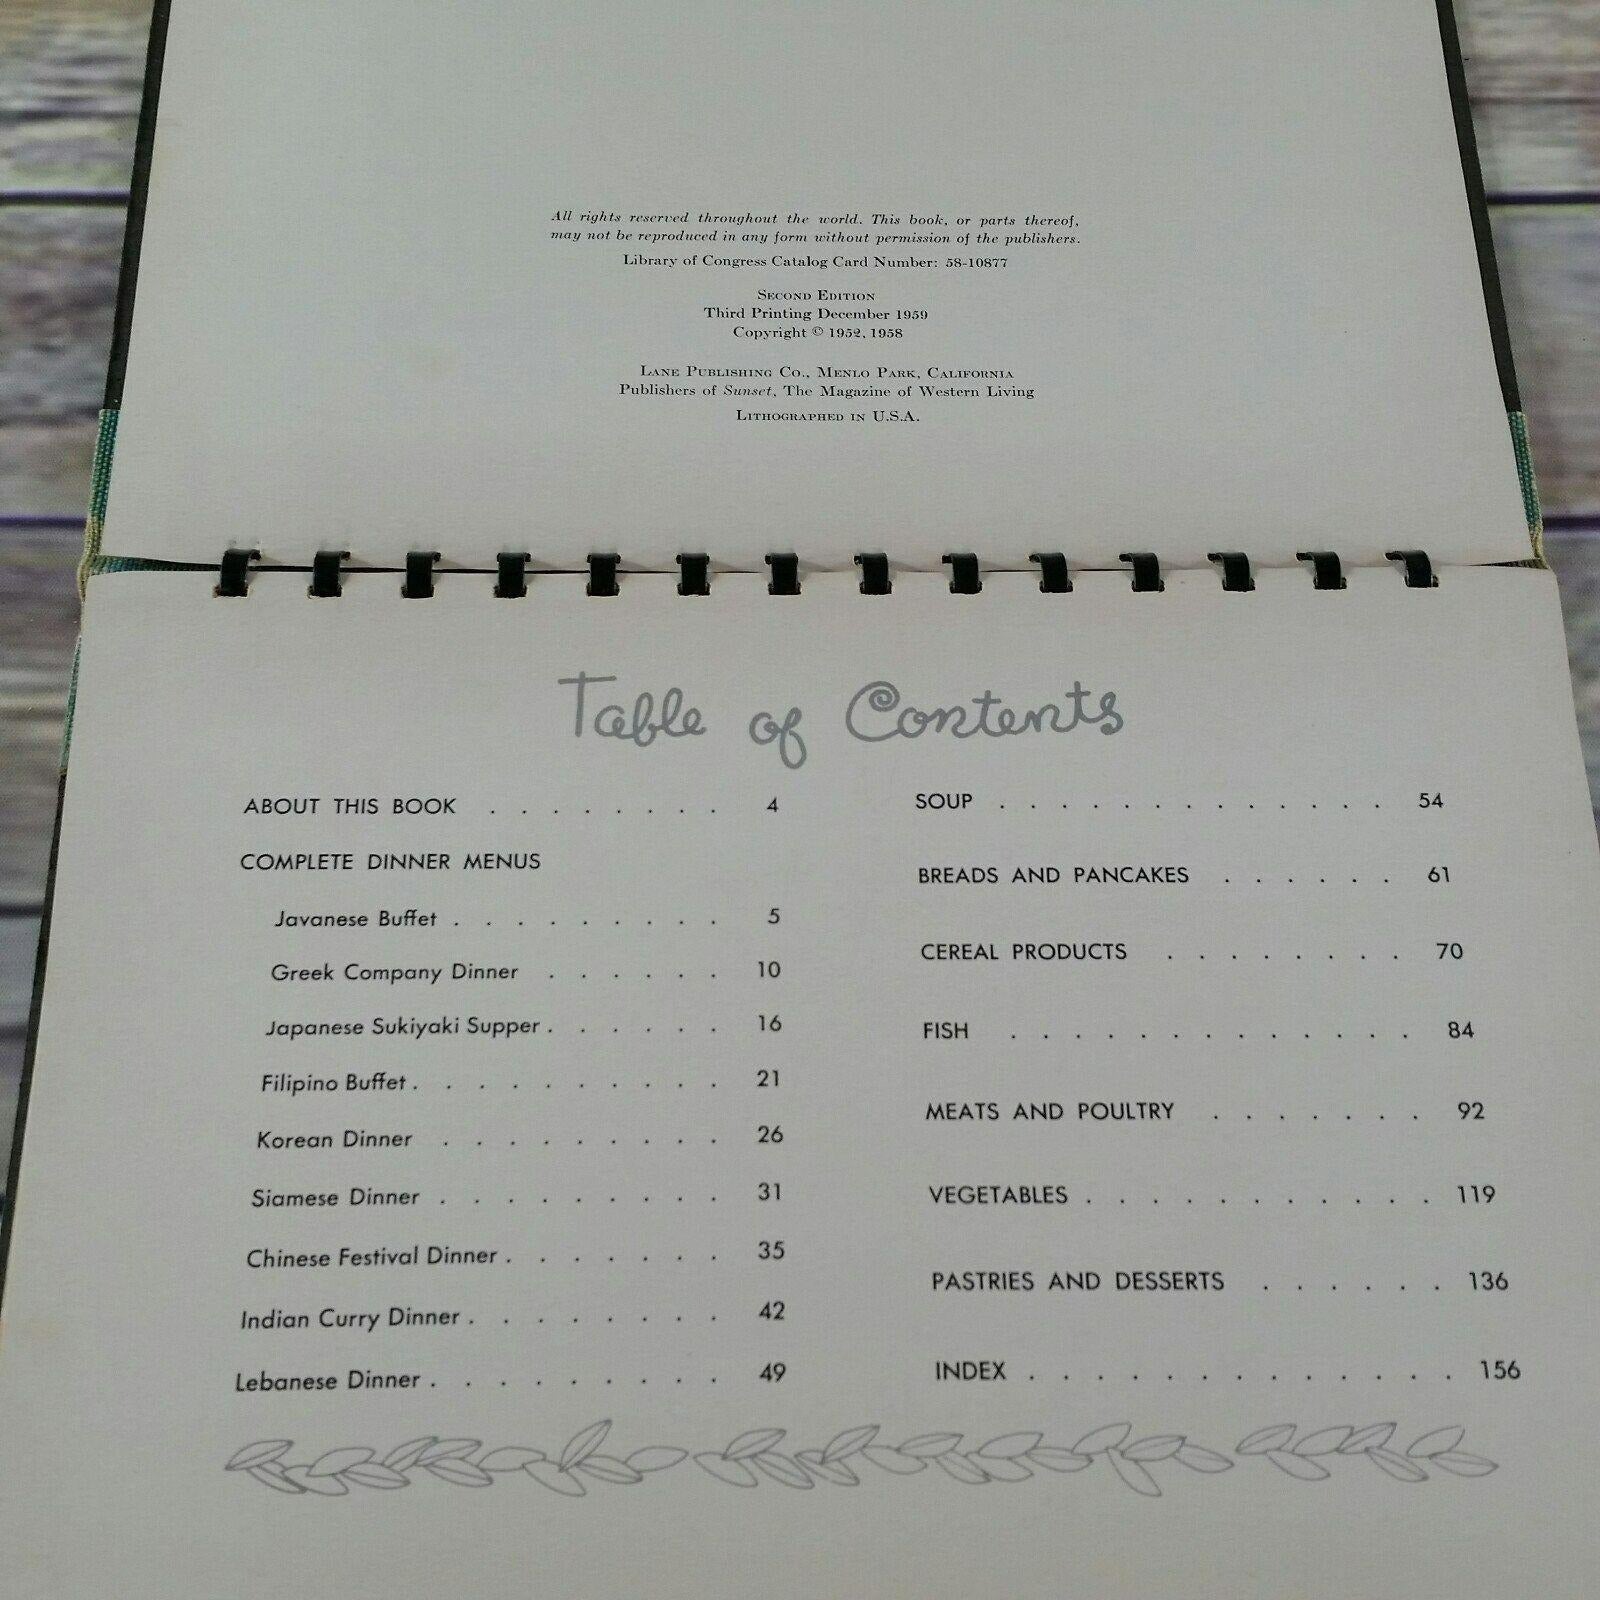 All rights reserved throughout the world. This book, or parts thereof,
may not be reproduced in any form without permission of the publishers.
Library of Congress Catalog Card Number: 58-10877
SECOND EDITION
Third Printing December 1959
Copyright © 1952, 1958
LANE PUBLISHING CO., MENLO PARK, CALIFORNIA
Publishers of Sunset, The Magazine of Western Living
LITHOGRAPHED IN U.S.A.
Table of Contents
ABOUT THIS BOOK . . . . . . . . 4
COMPLETE DINNER MENUS
Javanese Buffet . . . . . . . . . 5
Greek Company Dinner . . . . . . 10
Japanese Sukiyaki Supper . . . . . . 16
Filipino Buffet . . . . . . . . . . 21
Korean Dinner . . . . . . . . . 26
Siamese Dinner . . . . . . . . . 31
Chinese Festival Dinner . . . . . . . 35
Indian Curry Dinner . . . . . . . . 42
Lebanese Dinner . . . . . . . . . 49
SOUP . . . . . . . . . . . . . 54
BREADS AND PANCAKES . . . . . . 61
CEREAL PRODUCTS . . . . . . . . 70
FISH . . . . . . . . . . . . . 84
MEATS AND POULTRY . . . . . . . 92
VEGETABLES . . . . . . . . . . . 119
PASTRIES AND DESSERTS . . . . . . 136
INDEX . . . . . . . . . . . . . 156